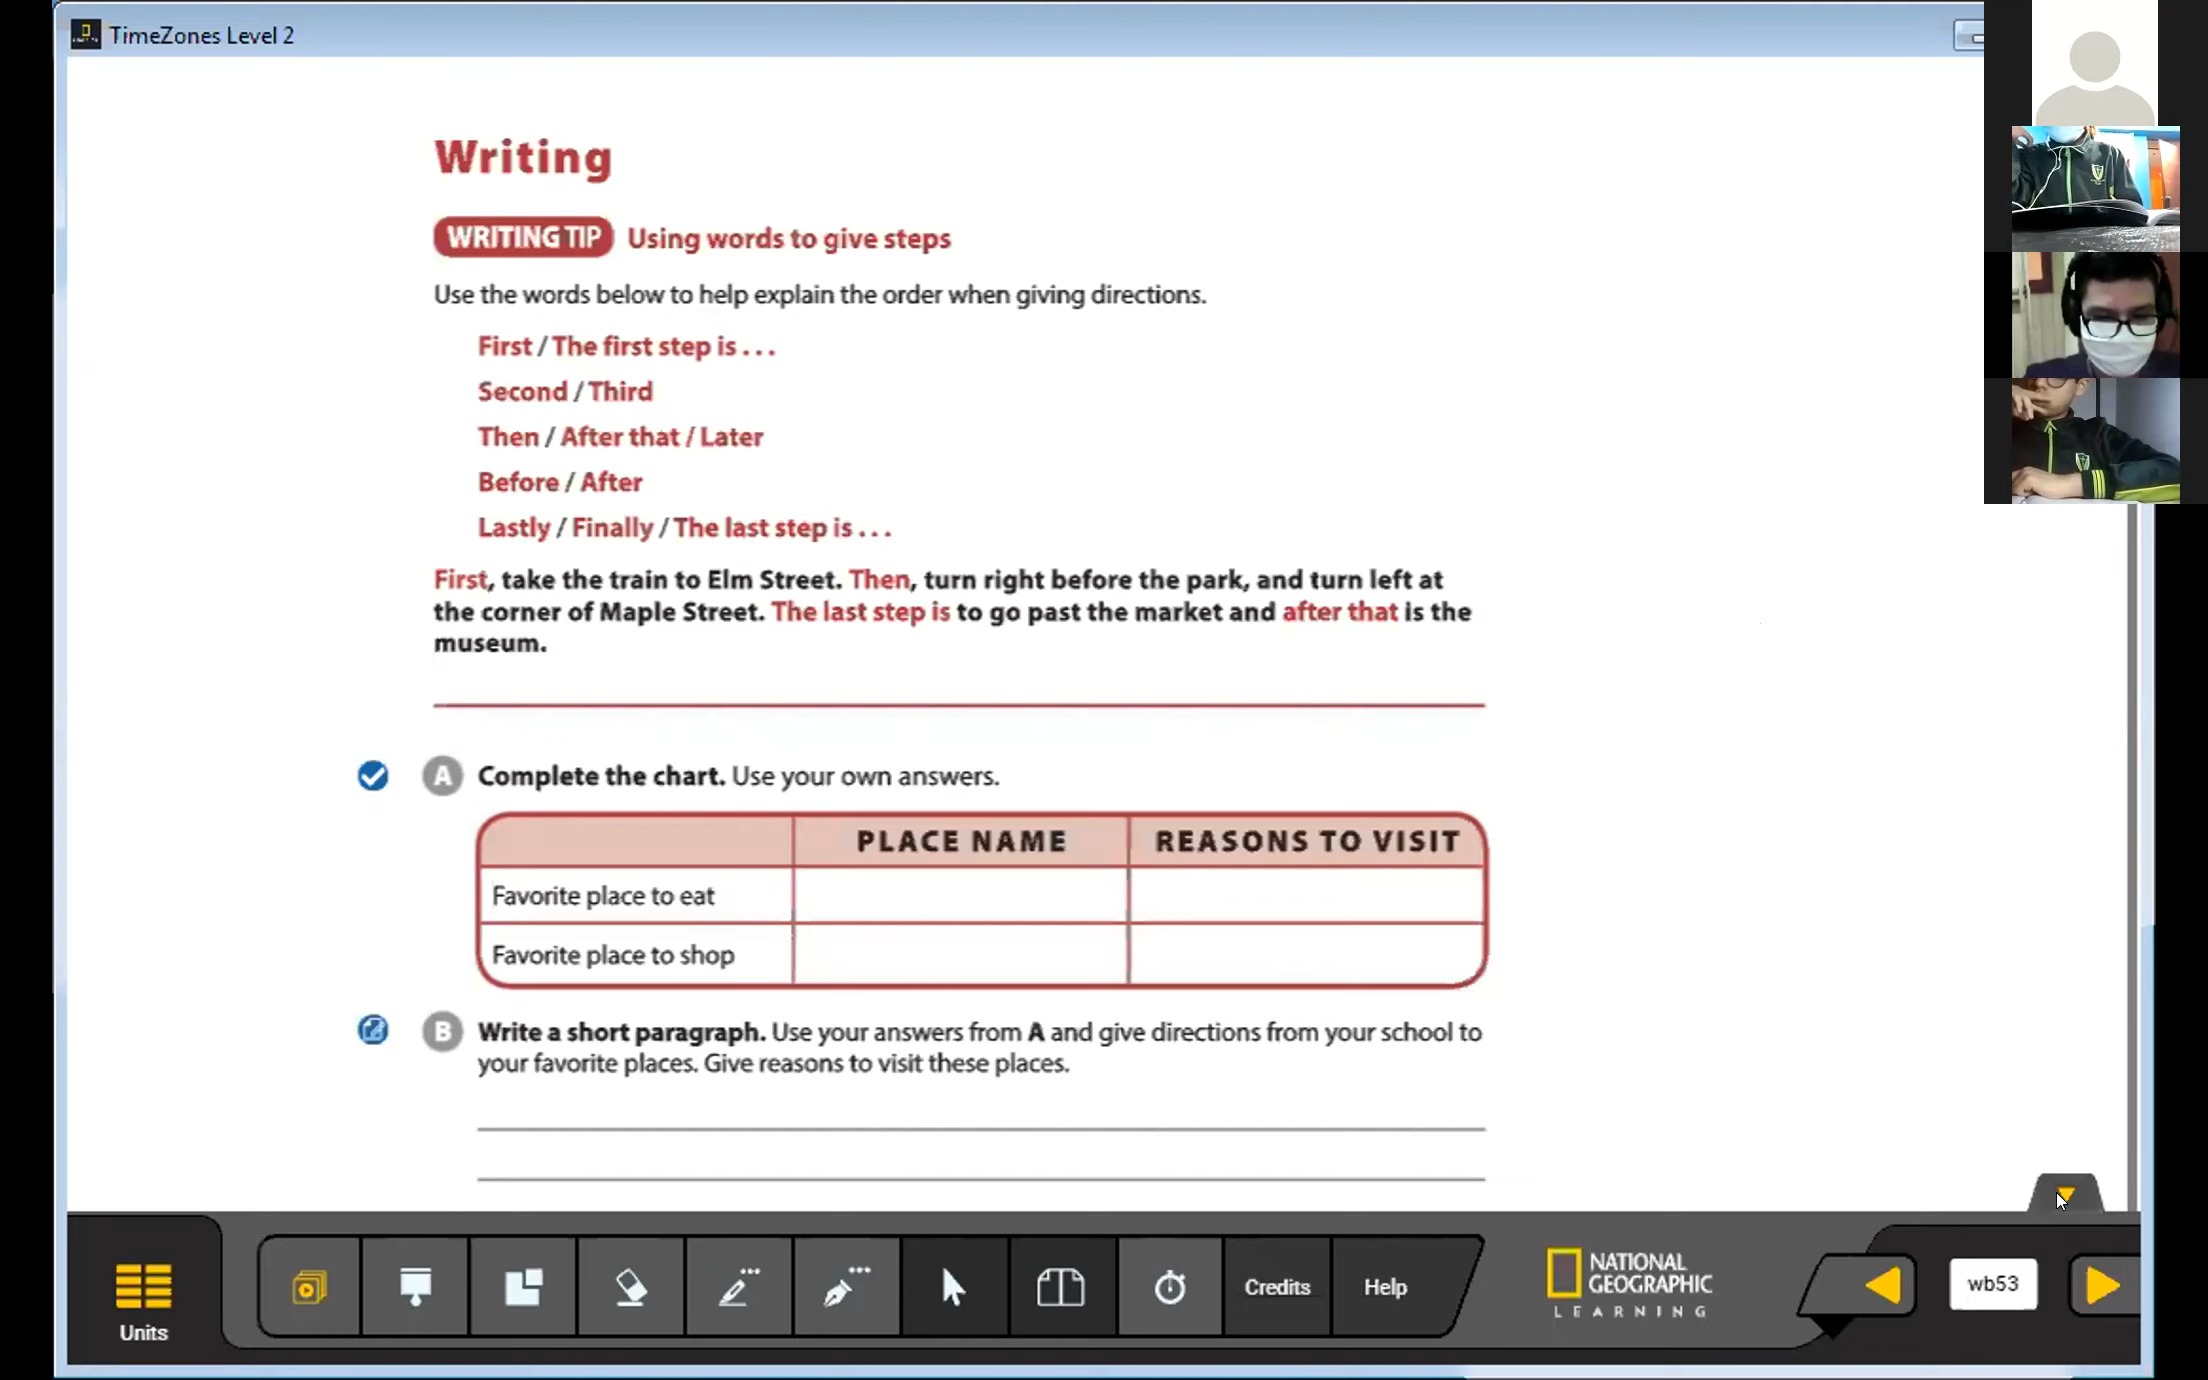 TimeZones Level 2
Writing
WRITING TIP Using words to give steps
Use the words below to help explain the order when giving directions.
First / The first step is . . .
Second / Third
Then / After that / Later
Before / After
Lastly / Finally / The last step is . . .
First, take the train to Elm Street. Then, turn right before the park, and turn left at
the corner of Maple Street. The last step is to go past the market and after that is the
museum.
A Complete the chart. Use your own answers.
PLACE NAME REASONS TO VISIT
Favorite place to eat
Favorite place to shop
B Write a short paragraph. Use your answers from A and give directions from your school to
your favorite places. Give reasons to visit these places.
Units
Credits
Help
NATIONAL
GEOGRAPHIC
LEARNING
wb53